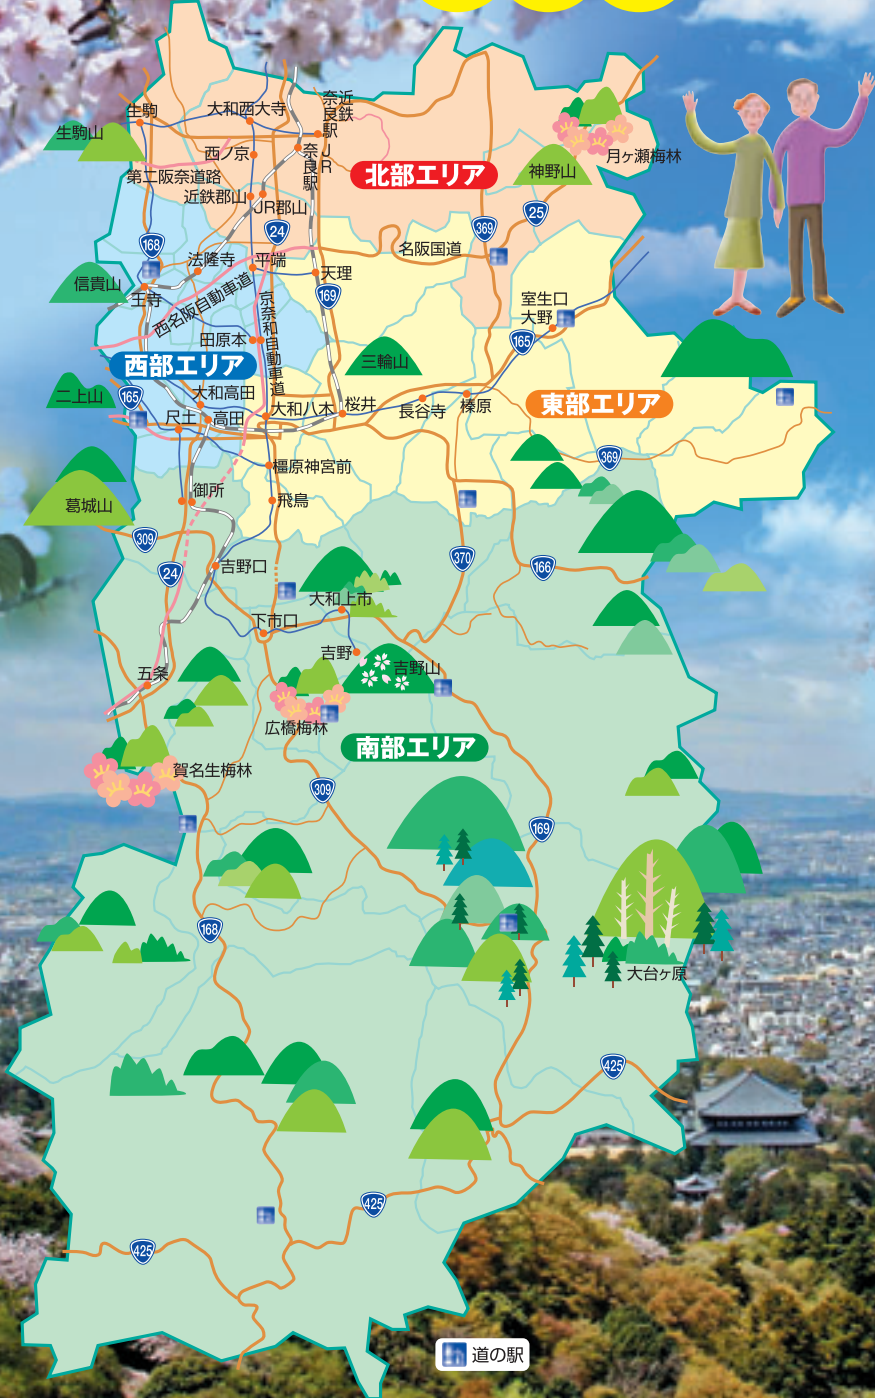 生駒
大和西大寺
近鉄
奈良駅
生駒山
西ノ京
JR
奈良駅
月ヶ瀬梅林
第二阪奈道路
北部エリア
神野山
近鉄郡山
JR郡山
25
24
369
168
名阪国道
法隆寺
平端
天理
信貴山
王寺
西名阪自動車道
京奈和自動車道
169
室生口
大野
田原本
165
西部エリア
三輪山
二上山
165
大和高田
尺土
高田
大和八木
桜井
長谷寺
榛原
東部エリア
369
橿原神宮前
御所
飛鳥
葛城山
309
370
166
24
吉野口
大和上市
下市口
吉野
吉野山
五条
広橋梅林
南部エリア
賀名生梅林
309
169
168
大台ヶ原
425
425
425
道の駅